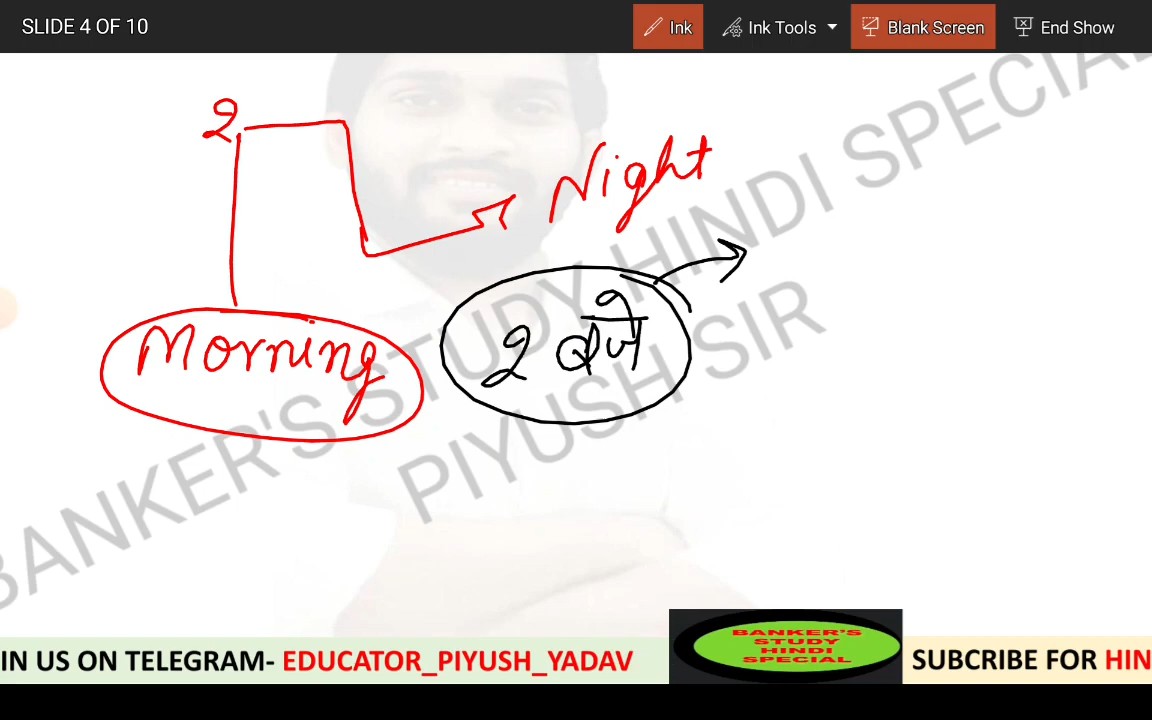 SLIDE 4 OF 10
Ink
Ink Tools
Blank Screen
End Show
2
Night
Morning
2 बजे
BANKER'S STUDY HINDI SPECIAL
PIYUSH SIR
IN US ON TELEGRAM- EDUCATOR_PIYUSH_YADAV
BANKER'S
STUDY
HINDI
SPECIAL
SUBCRIBE FOR HIN